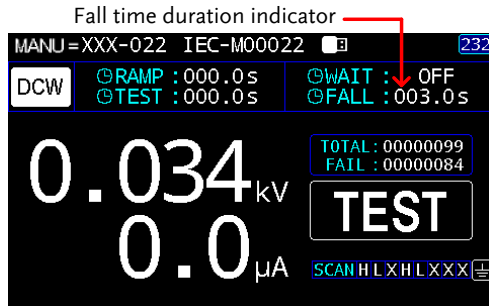 Fall time duration indicator
MANU=XXX-022 IEC-M00022 232
DCW RAMP :000.0s WAIT : OFF
TEST :000.0s FALL :003.0s
0.034kV
TOTAL:00000099
FAIL :00000084
TEST
0.0µA
SCAN H L X H L X X X